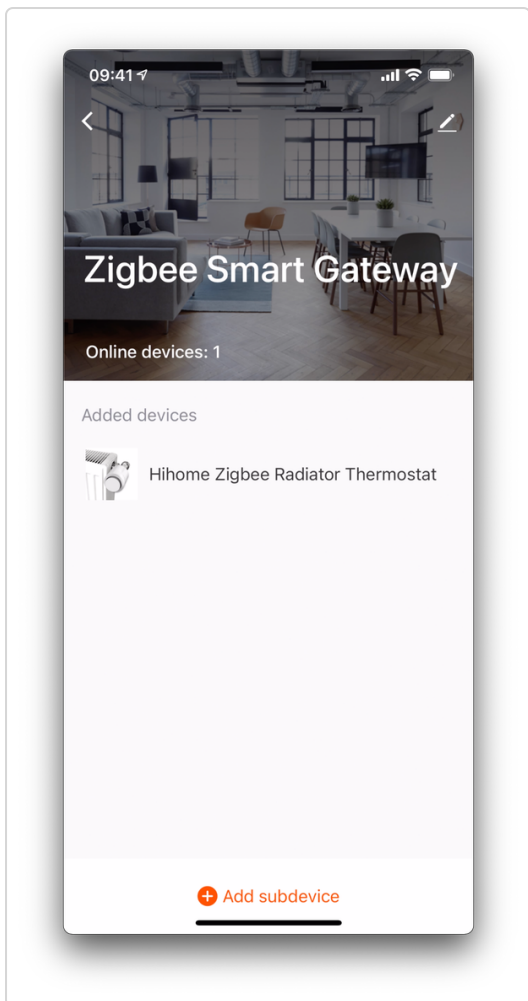 09:41
Zigbee Smart Gateway
Online devices: 1
Added devices
Hihome Zigbee Radiator Thermostat
Add subdevice